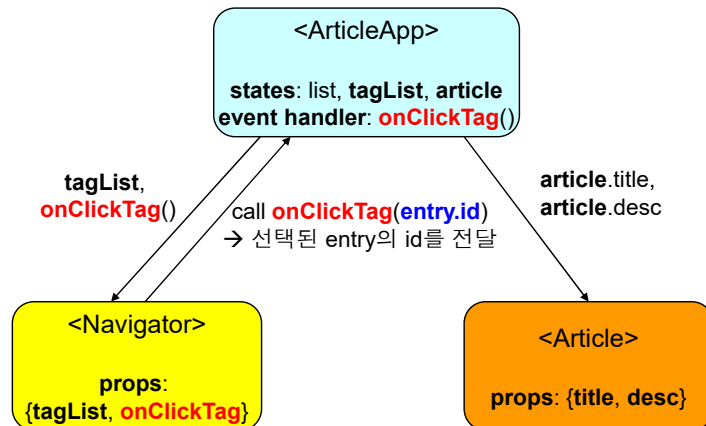 <ArticleApp>
states: list, tagList, article
event handler: onClickTag()
tagList,
onClickTag()
call onClickTag(entry.id)
→ 선택된 entry의 id를 전달
article.title,
article.desc
<Navigator>
props:
{tagList, onClickTag}
<Article>
props: {title, desc}